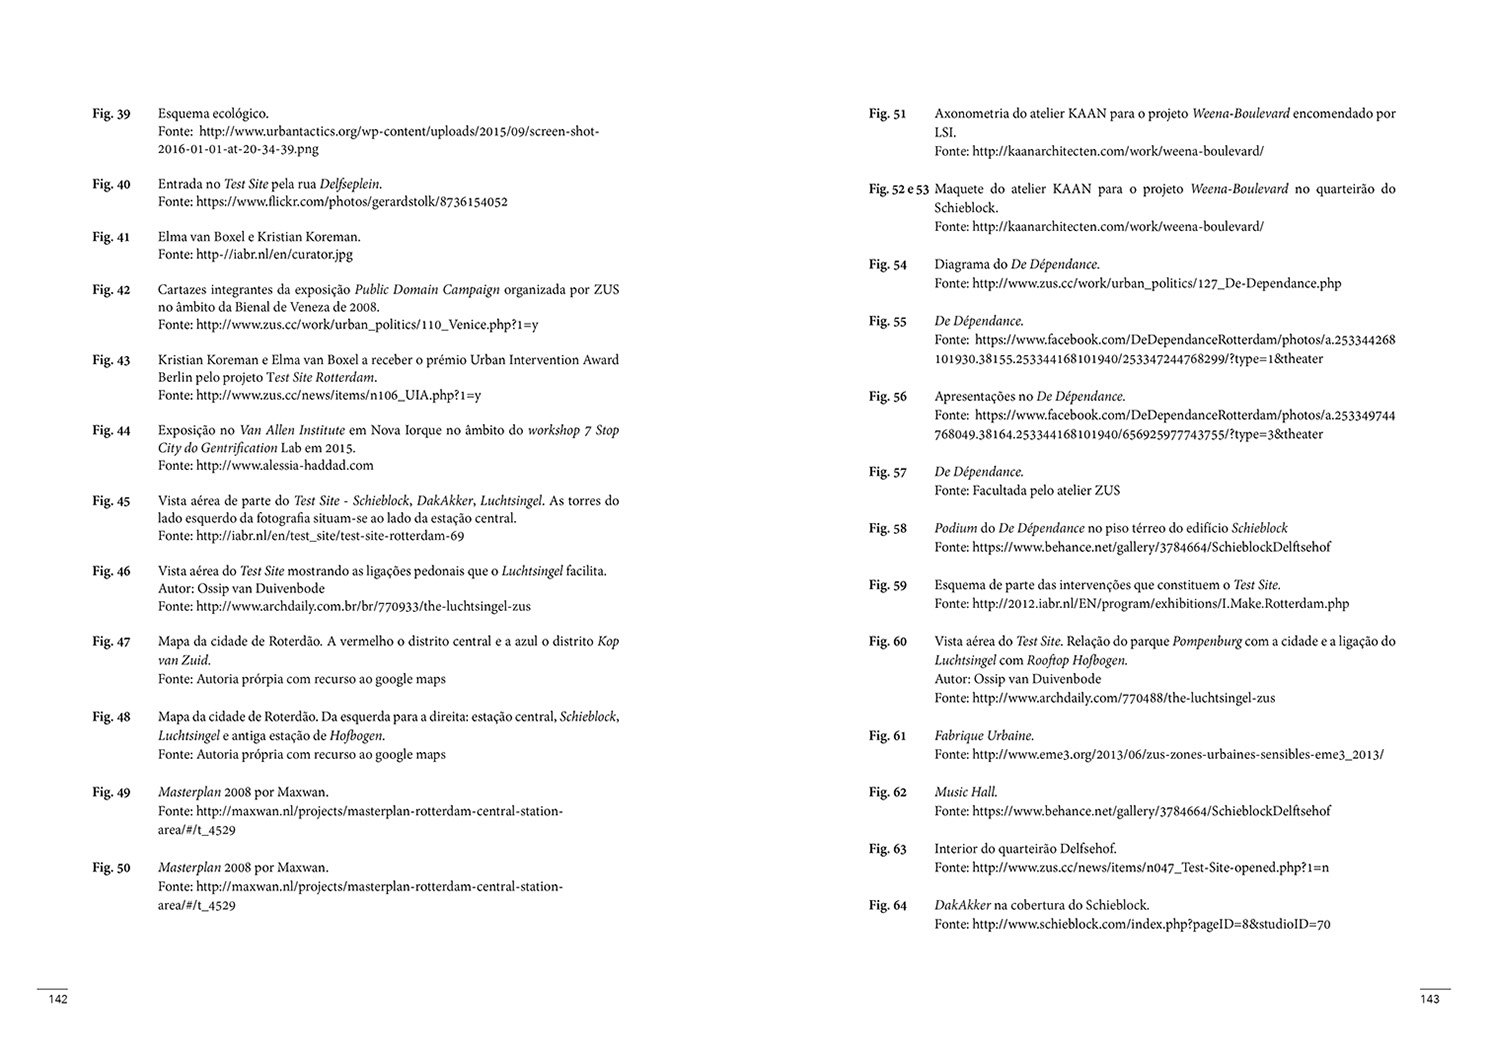 Fig. 39 Esquema ecológico.
Fonte: http://www.urbantactics.org/wp-content/uploads/2015/09/screen-shot-
2016-01-01-at-20-34-39.png
Fig. 40 Entrada no Test Site pela rua Delfseplein.
Fonte: https://www.flickr.com/photos/gerardstolk/8736154052
Fig. 41 Elma van Boxel e Kristian Koreman.
Fonte: http-//iabr.nl/en/curator.jpg
Fig. 42 Cartazes integrantes da exposição Public Domain Campaign organizada por ZUS
no âmbito da Bienal de Veneza de 2008.
Fonte: http://www.zus.cc/work/urban_politics/110_Venice.php?1=y
Fig. 43 Kristian Koreman e Elma van Boxel a receber o prémio Urban Intervention Award
Berlin pelo projeto Test Site Rotterdam.
Fonte: http://www.zus.cc/news/items/n106_UIA.php?1=y
Fig. 44 Exposição no Van Allen Institute em Nova Iorque no âmbito do workshop 7 Stop
City do Gentrification Lab em 2015.
Fonte: http://www.alessia-haddad.com
Fig. 45 Vista aérea de parte do Test Site - Schieblock, DakAkker, Luchtsingel. As torres do
lado esquerdo da fotografia situam-se ao lado da estação central.
Fonte: http://iabr.nl/en/test_site/test-site-rotterdam-69
Fig. 46 Vista aérea do Test Site mostrando as ligações pedonais que o Luchtsingel facilita.
Autor: Ossip van Duivenbode
Fonte: http://www.archdaily.com.br/br/770933/the-luchtsingel-zus
Fig. 47 Mapa da cidade de Roterdão. A vermelho o distrito central e a azul o distrito Kop
van Zuid.
Fonte: Autoria prórpia com recurso ao google maps
Fig. 48 Mapa da cidade de Roterdão. Da esquerda para a direita: estação central, Schieblock,
Luchtsingel e antiga estação de Hofbogen.
Fonte: Autoria própria com recurso ao google maps
Fig. 49 Masterplan 2008 por Maxwan.
Fonte: http://maxwan.nl/projects/masterplan-rotterdam-central-station-
area/#/t_4529
Fig. 50 Masterplan 2008 por Maxwan.
Fonte: http://maxwan.nl/projects/masterplan-rotterdam-central-station-
area/#/t_4529
142
Fig. 51 Axonometria do atelier KAAN para o projeto Weena-Boulevard encomendado por
LSI.
Fonte: http://kaanarchitecten.com/work/weena-boulevard/
Fig. 52 e 53 Maquete do atelier KAAN para o projeto Weena-Boulevard no quarteirão do
Schieblock.
Fonte: http://kaanarchitecten.com/work/weena-boulevard/
Fig. 54 Diagrama do De Dépendance.
Fonte: http://www.zus.cc/work/urban_politics/127_De-Dependance.php
Fig. 55 De Dépendance.
Fonte: https://www.facebook.com/DeDependanceRotterdam/photos/a.253344268
101930.38155.253344168101940/253347244768299/?type=1&theater
Fig. 56 Apresentações no De Dépendance.
Fonte: https://www.facebook.com/DeDependanceRotterdam/photos/a.253349744
768049.38164.253344168101940/656925977743755/?type=3&theater
Fig. 57 De Dépendance.
Fonte: Facultada pelo atelier ZUS
Fig. 58 Podium do De Dépendance no piso térreo do edifício Schieblock
Fonte: https://www.behance.net/gallery/3784664/SchieblockDelftsehof
Fig. 59 Esquema de parte das intervenções que constituem o Test Site.
Fonte: http://2012.iabr.nl/EN/program/exhibitions/I.Make.Rotterdam.php
Fig. 60 Vista aérea do Test Site. Relação do parque Pompenburg com a cidade e a ligação do
Luchtsingel com Rooftop Hofbogen.
Autor: Ossip van Duivenbode
Fonte: http://www.archdaily.com/770488/the-luchtsingel-zus
Fig. 61 Fabrique Urbaine.
Fonte: http://www.eme3.org/2013/06/zus-zones-urbaines-sensibles-eme3_2013/
Fig. 62 Music Hall.
Fonte: https://www.behance.net/gallery/3784664/SchieblockDelftsehof
Fig. 63 Interior do quarteirão Delfsehof.
Fonte: http://www.zus.cc/news/items/n047_Test-Site-opened.php?1=n
Fig. 64 DakAkker na cobertura do Schieblock.
Fonte: http://www.schieblock.com/index.php?pageID=8&studioID=70
143